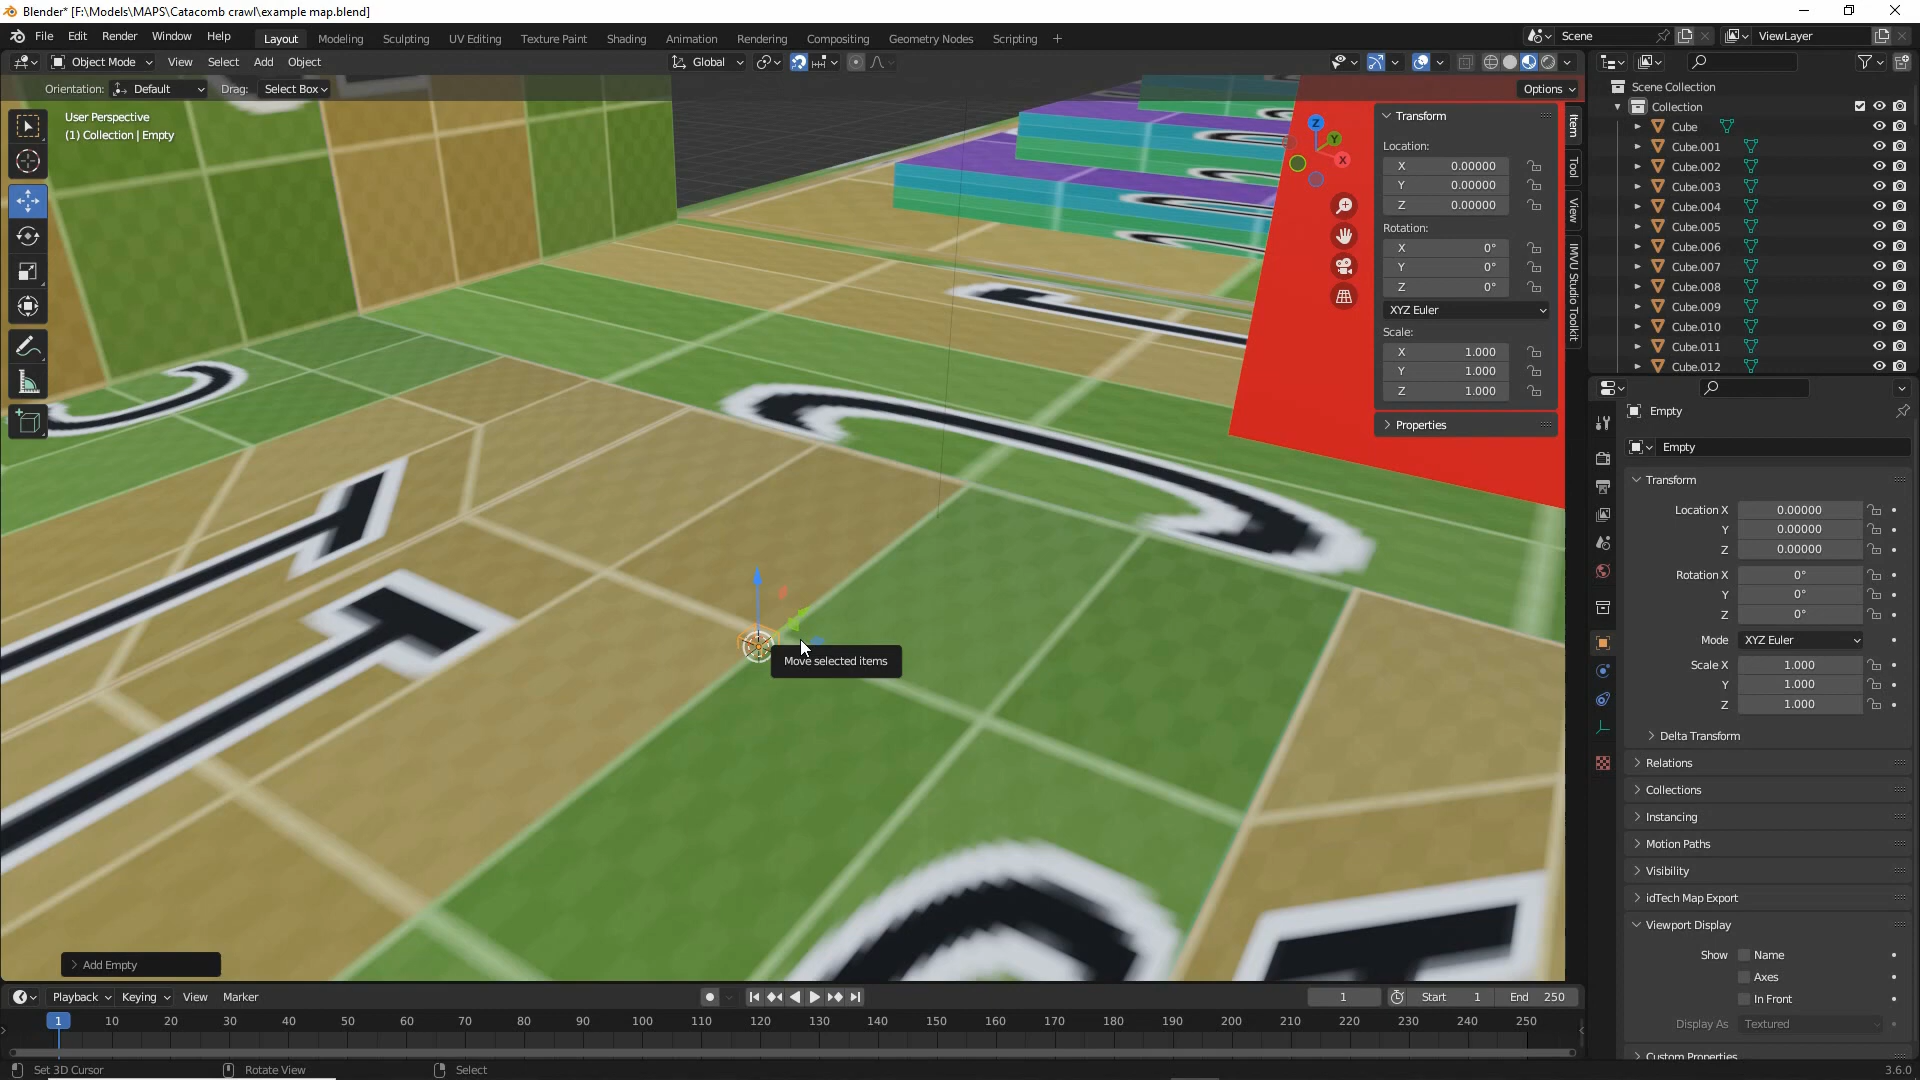 Blender* [F:\Models\MAPS\Catacomb crawl\example map.blend]
File Edit Render Window Help Layout Modeling Sculpting UV Editing Texture Paint Shading Animation Rendering Compositing Geometry Nodes Scripting + Scene ViewLayer
Object Mode View Select Add Object Global
Orientation: Default Drag: Select Box Options
User Perspective
(1) Collection | Empty
Transform
Location:
X 0.00000
Y 0.00000
Z 0.00000
Rotation:
X 0°
Y 0°
Z 0°
XYZ Euler
Scale:
X 1.000
Y 1.000
Z 1.000
Properties
Item
Tool
View
IMVU Studio Toolkit
Z
Y
X
Move selected items
Add Empty
Scene Collection
Collection
Cube
Cube.001
Cube.002
Cube.003
Cube.004
Cube.005
Cube.006
Cube.007
Cube.008
Cube.009
Cube.010
Cube.011
Cube.012
Empty
Empty
Transform
Location X 0.00000
Y 0.00000
Z 0.00000
Rotation X 0°
Y 0°
Z 0°
Mode XYZ Euler
Scale X 1.000
Y 1.000
Z 1.000
Delta Transform
Relations
Collections
Instancing
Motion Paths
Visibility
idTech Map Export
Viewport Display
Show Name
Axes
In Front
Display As Textured
Custom Properties
Playback Keying View Marker 1 Start 1 End 250
1 10 20 30 40 50 60 70 80 90 100 110 120 130 140 150 160 170 180 190 200 210 220 230 240 250
Set 3D Cursor Rotate View Select 3.6.0